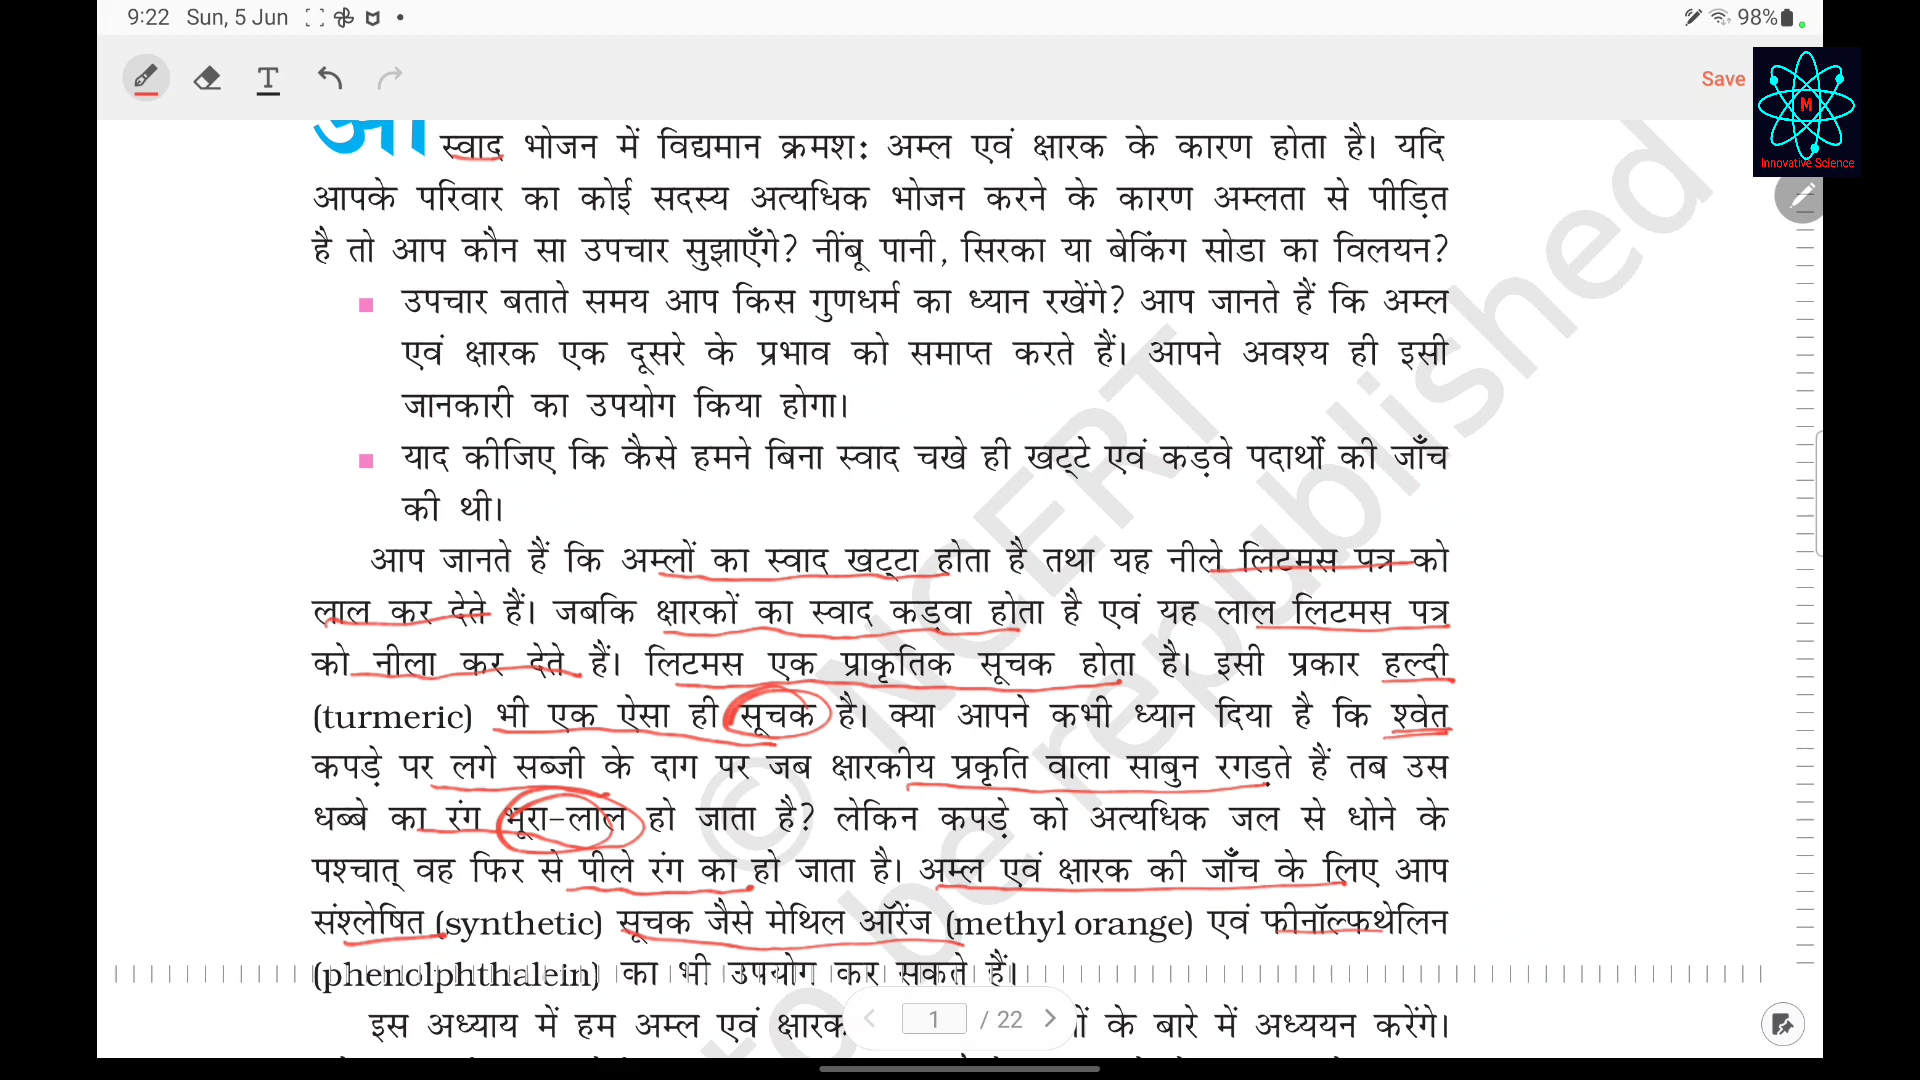 9:22 Sun, 5 Jun
98%
T
Save
M
Innovative Science
स्वाद भोजन में विद्यमान क्रमशः अम्ल एवं क्षारक के कारण होता है। यदि
आपके परिवार का कोई सदस्य अत्यधिक भोजन करने के कारण अम्लता से पीड़ित
है तो आप कौन सा उपचार सुझाएँगे? नींबू पानी, सिरका या बेकिंग सोडा का विलयन?
उपचार बताते समय आप किस गुणधर्म का ध्यान रखेंगे? आप जानते हैं कि अम्ल
एवं क्षारक एक दूसरे के प्रभाव को समाप्त करते हैं। आपने अवश्य ही इसी
जानकारी का उपयोग किया होगा।
याद कीजिए कि कैसे हमने बिना स्वाद चखे ही खट्टे एवं कड़वे पदार्थों की जाँच
की थी।
आप जानते हैं कि अम्लों का स्वाद खट्टा होता है तथा यह नीले लिटमस पत्र को
लाल कर देते हैं। जबकि क्षारकों का स्वाद कड़वा होता है एवं यह लाल लिटमस पत्र
को नीला कर देते हैं। लिटमस एक प्राकृतिक सूचक होता है। इसी प्रकार हल्दी
(turmeric) भी एक ऐसा ही सूचक है। क्या आपने कभी ध्यान दिया है कि श्वेत
कपड़े पर लगे सब्जी के दाग पर जब क्षारकीय प्रकृति वाला साबुन रगड़ते हैं तब उस
धब्बे का रंग भूरा-लाल हो जाता है? लेकिन कपड़े को अत्यधिक जल से धोने के
पश्चात् वह फिर से पीले रंग का हो जाता है। अम्ल एवं क्षारक की जाँच के लिए आप
संश्लेषित (synthetic) सूचक जैसे मेथिल ऑरेंज (methyl orange) एवं फीनॉल्फथेलिन
(phenolphthalein) का भी उपयोग कर सकते हैं।
इस अध्याय में हम अम्ल एवं क्षारक के बारे में अध्ययन करेंगे।
1 / 22
© NCERT
to be republished